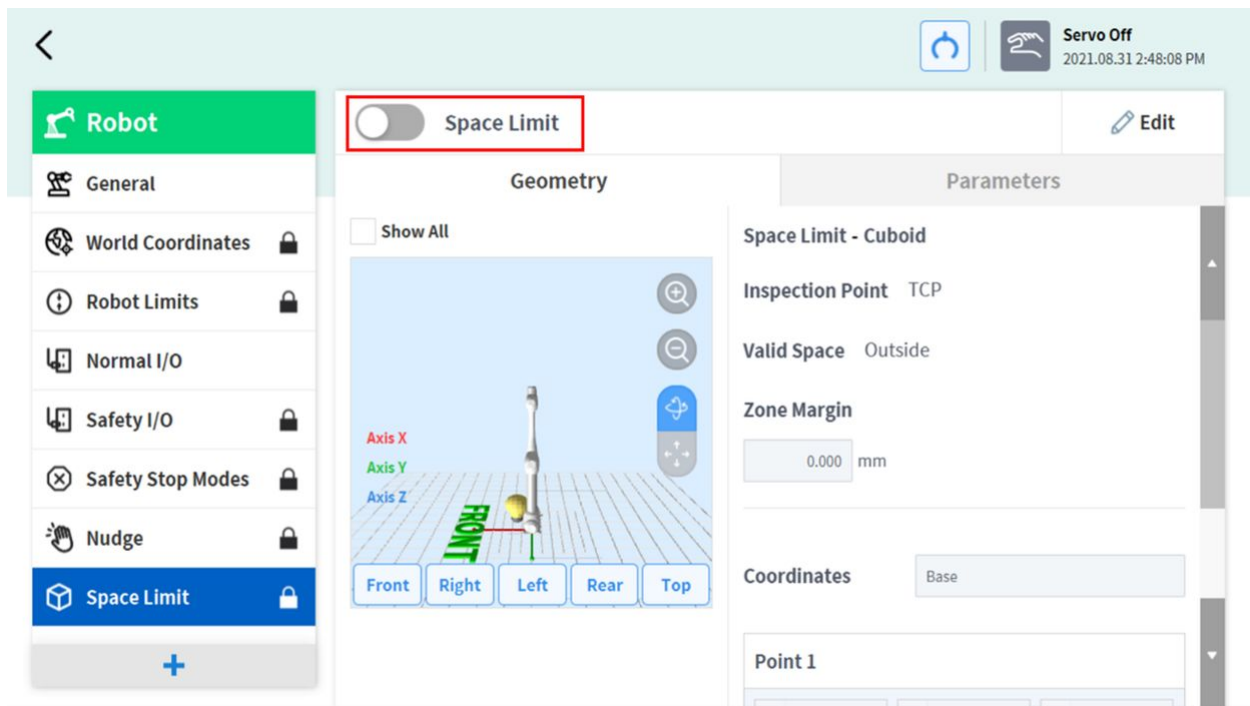 Servo Off
2021.08.31 2:48:08 PM
Robot
General
World Coordinates
Robot Limits
Normal I/O
Safety I/O
Safety Stop Modes
Nudge
Space Limit
+
Space Limit
Edit
Geometry
Parameters
Show All
Axis X
Axis Y
Axis Z
FRONT
Front Right Left Rear Top
Space Limit - Cuboid
Inspection Point TCP
Valid Space Outside
Zone Margin
0.000 mm
Coordinates Base
Point 1